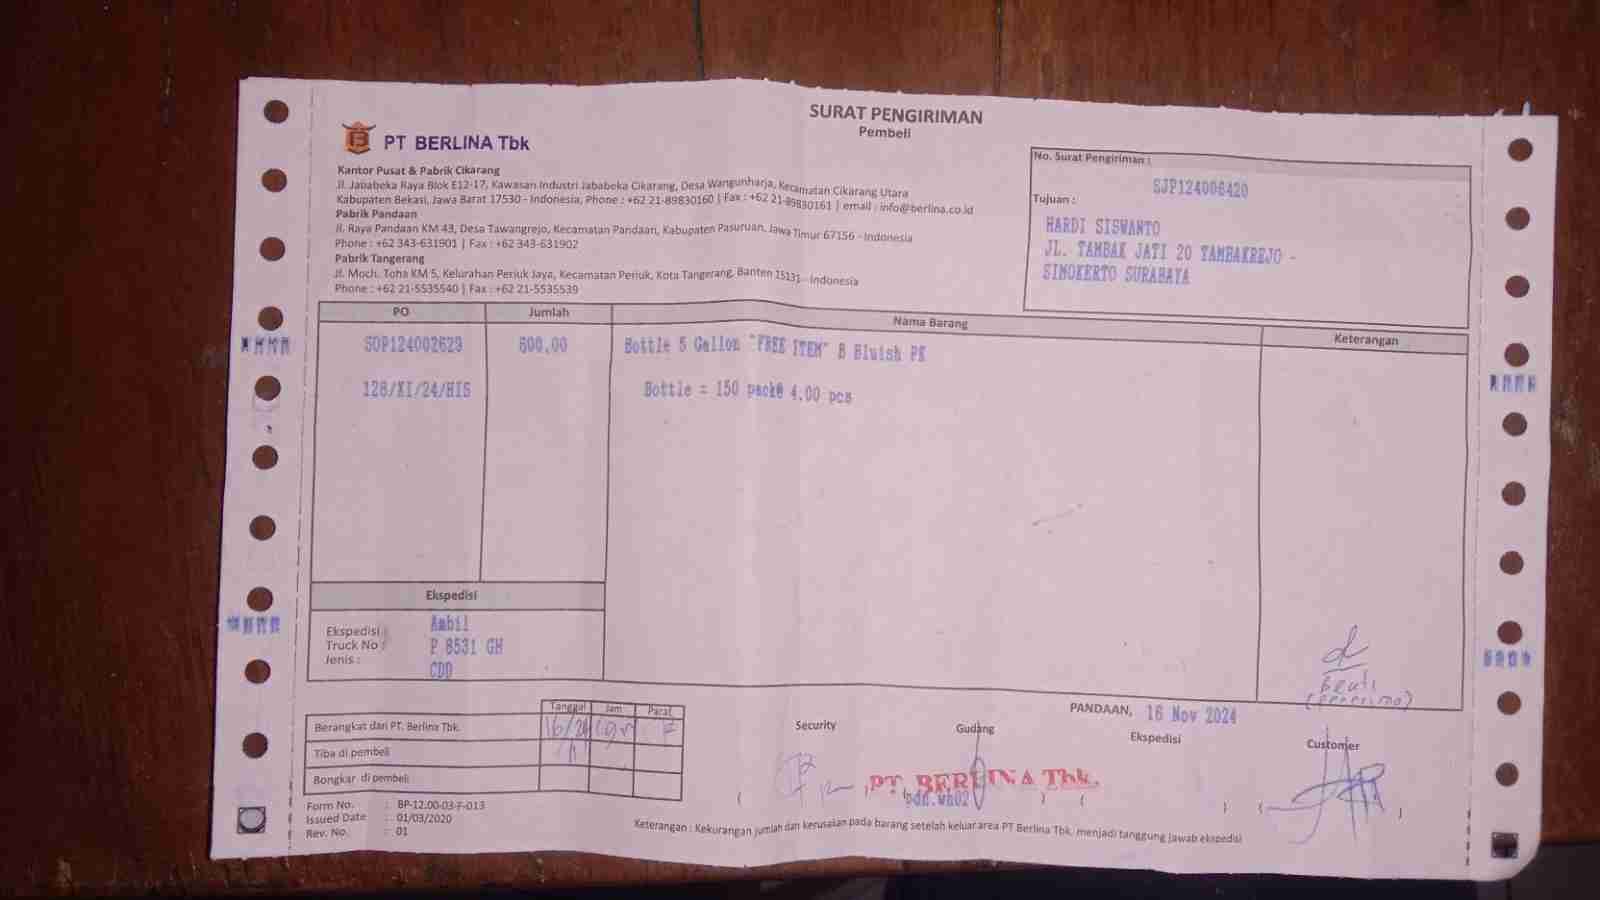 SURAT PENGIRIMAN
Pembeli
PT BERLINA Tbk
Kantor Pusat & Pabrik Cikarang
Jl. Jababeka Raya Blok E12-17, Kawasan Industri Jababeka Cikarang, Desa Wangunharja, Kecamatan Cikarang Utara
Kabupaten Bekasi, Jawa Barat 17530 - Indonesia, Phone : +62 21-89830160 | Fax : +62 21-89830161 | email : info@berlina.co.id
Pabrik Pandaan
Jl. Raya Pandaan KM 43, Desa Tawangrejo, Kecamatan Pandaan, Kabupaten Pasuruan, Jawa Timur 67156 - Indonesia
Phone : +62 343-631901 | Fax : +62 343-631902
Pabrik Tangerang
Jl. Moch. Toha KM 5, Kelurahan Periuk Jaya, Kecamatan Periuk, Kota Tangerang, Banten 15131 - Indonesia
Phone : +62 21-5535540 | Fax : +62 21-5535539
No. Surat Pengiriman :
SJP124006420
Tujuan :
HARDI SISWANTO
JL. TAMBAK JATI 20 TAMBAKREJO -
SIMOKERTO SURABAYA
PO Jumlah Nama Barang Keterangan
SOP124002629 600.00 Bottle 5 Gallon "FREE ITEM" B Bluish PK
128/XI/24/HIS Bottle = 150 pack@ 4.00 pcs
Ekspedisi
Ekspedisi : Ambil
Truck No : P 8531 GH
Jenis : CDD
Tanggal Jam Paraf
Berangkat dari PT. Berlina Tbk.
Tiba di pembeli
Bongkar di pembeli
PANDAAN, 16 Nov 2024
Security Gudang Ekspedisi Customer
PT BERLINA Tbk.
pdn.wh02
Form No. : BP-12.00-03-F-013
Issued Date : 01/03/2020
Rev. No. : 01
Keterangan : Kekurangan jumlah dan kerusakan pada barang setelah keluar area PT Berlina Tbk. menjadi tanggung jawab ekspedisi